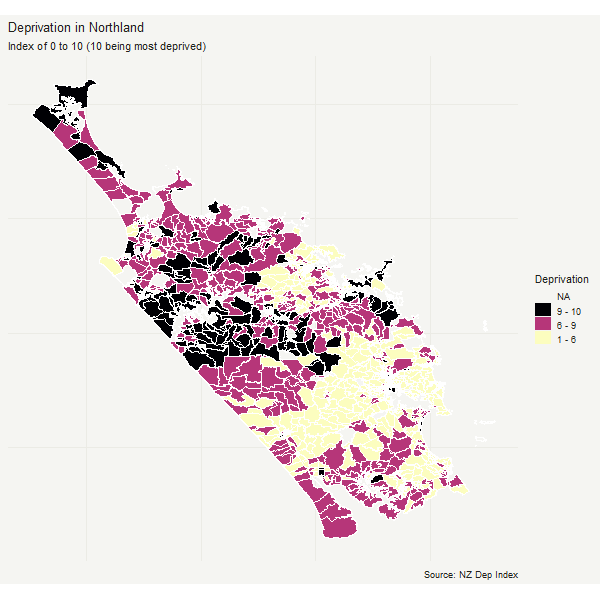 Deprivation in Northland
Index of 0 to 10 (10 being most deprived)
Deprivation
NA
9 - 10
6 - 9
1 - 6
Source: NZ Dep Index